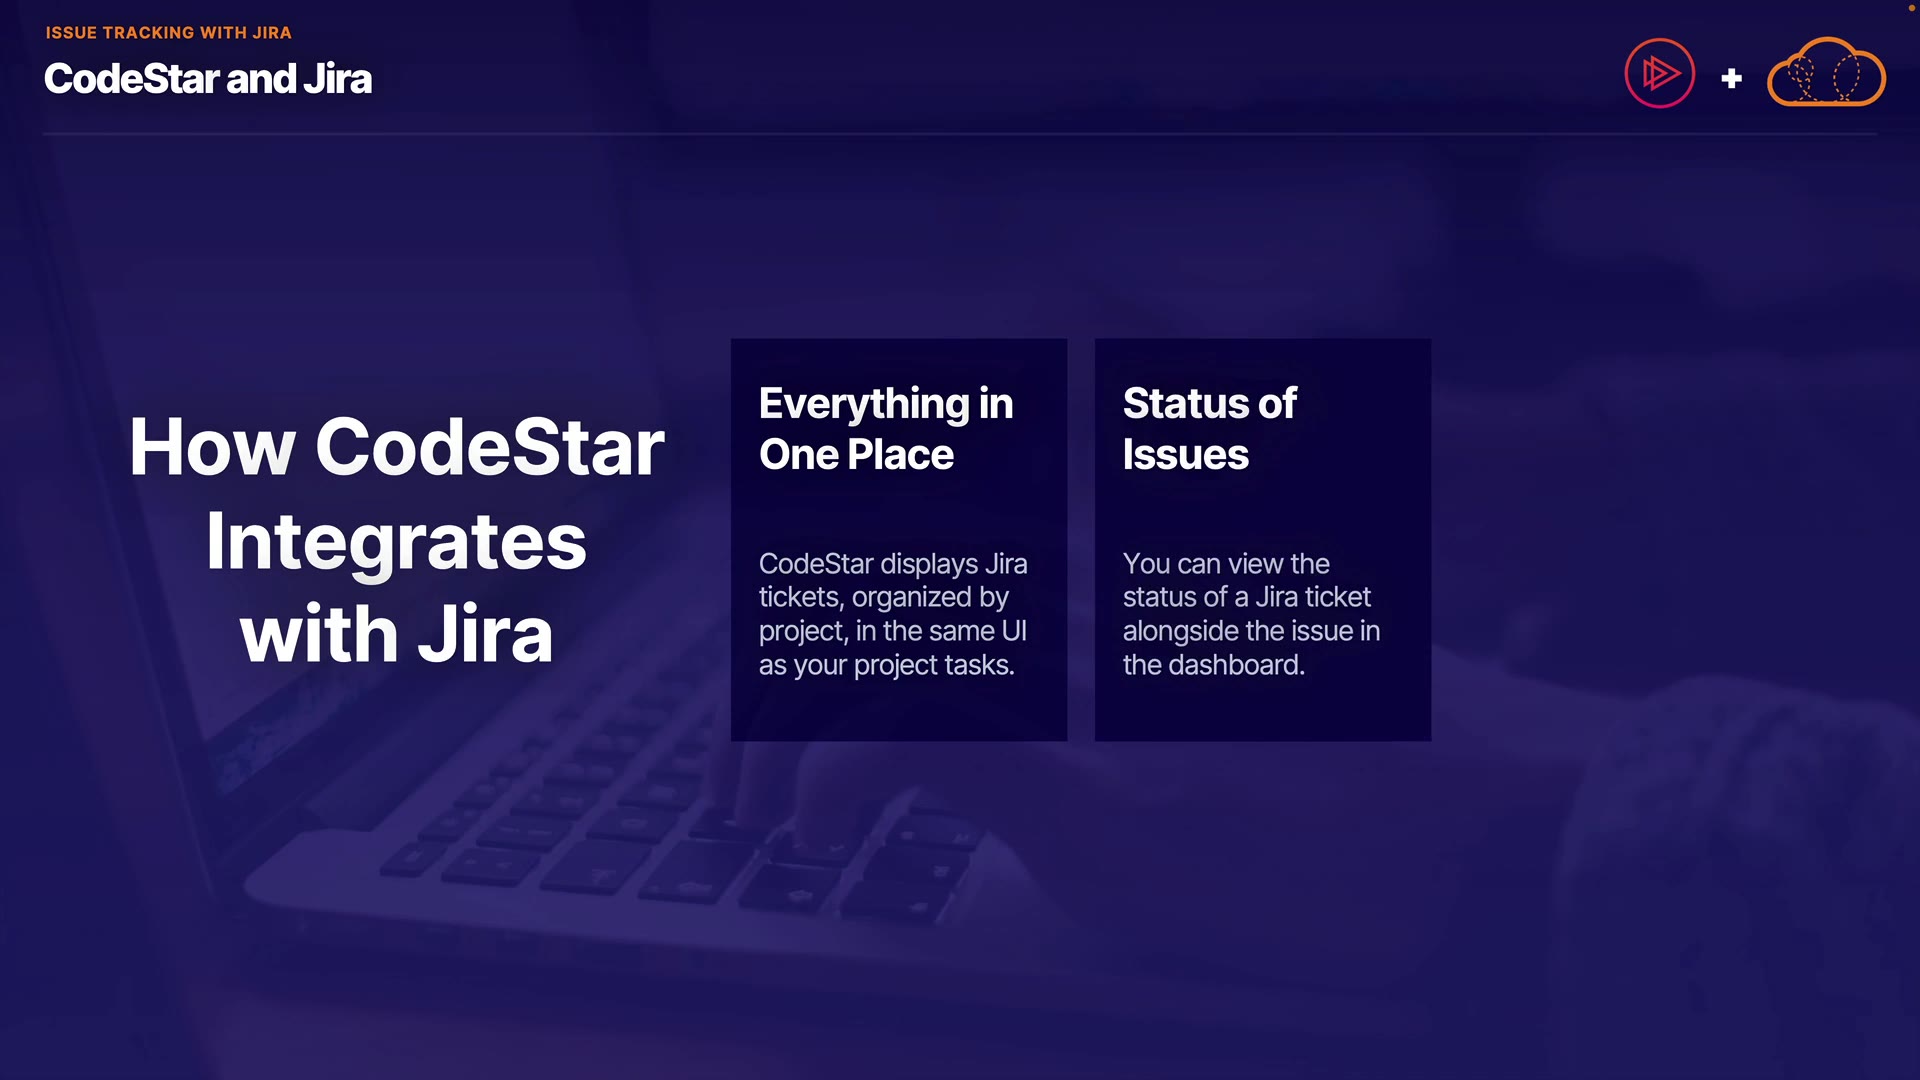 ISSUE TRACKING WITH JIRA
CodeStar and Jira
+
How CodeStar
Integrates
with Jira
Everything in
One Place
CodeStar displays Jira
tickets, organized by
project, in the same UI
as your project tasks.
Status of
Issues
You can view the
status of a Jira ticket
alongside the issue in
the dashboard.